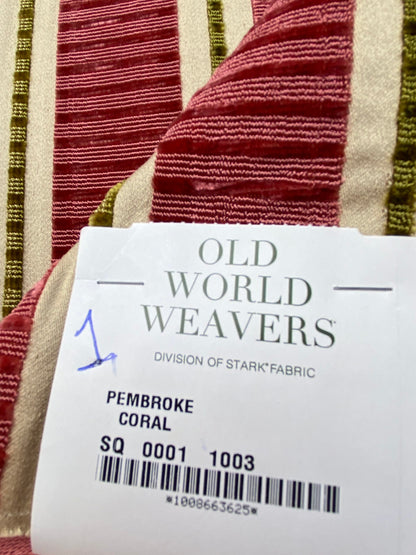 OLD
WORLD
WEAVERS
DIVISION OF STARK® FABRIC
1
PEMBROKE
CORAL
SQ 0001 1003
*1008663625*